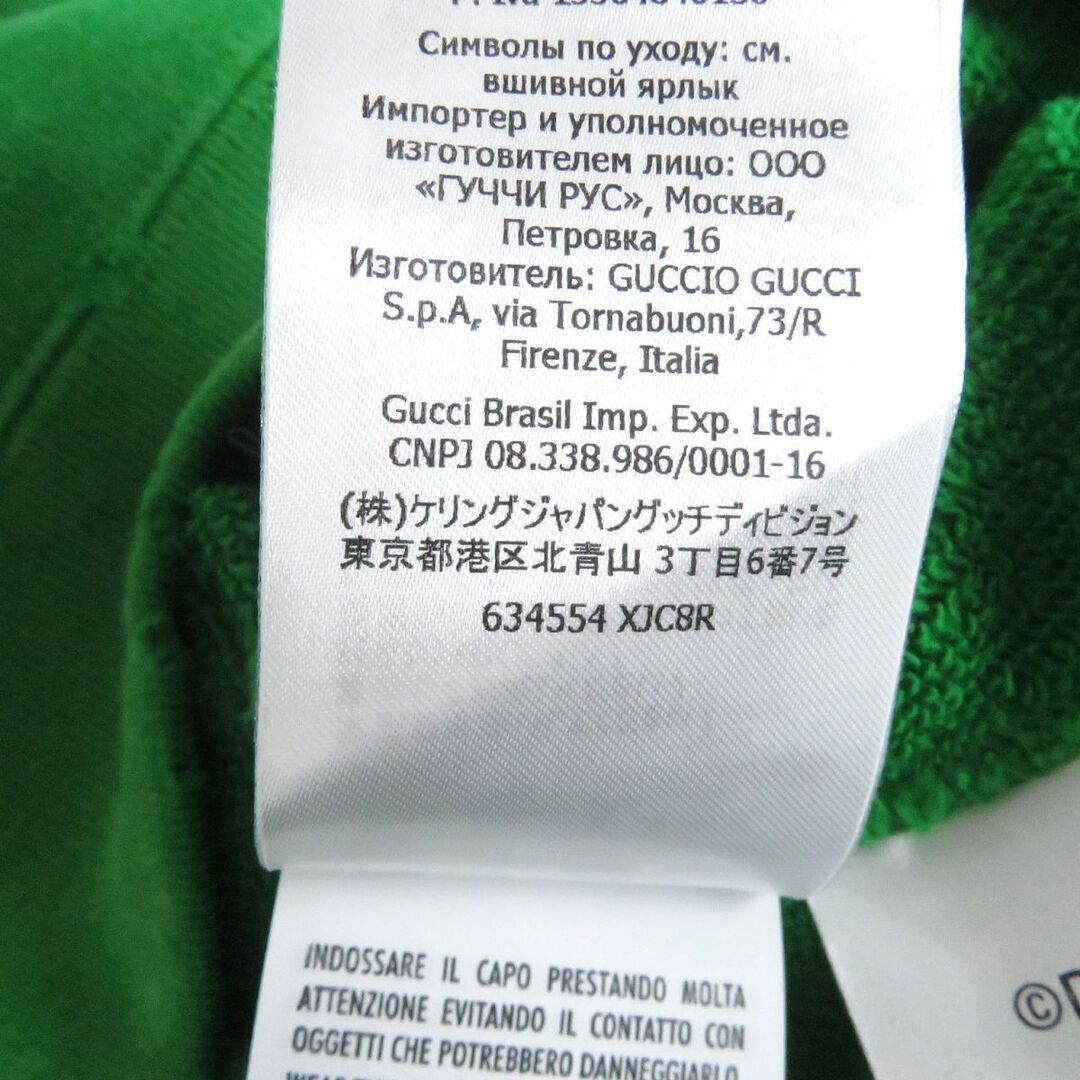 Символы по уходу: см.
вшивной ярлык
Импортер и уполномоченное
изготовителем лицо: ООО
«ГУЧЧИ РУС», Москва,
Петровка, 16
Изготовитель: GUCCIO GUCCI
S.p.A, via Tornabuoni,73/R
Firenze, Italia
Gucci Brasil Imp. Exp. Ltda.
CNPJ 08.338.986/0001-16
(株)ケリングジャパングッチディビジョン
東京都港区北青山 3丁目6番7号
634554 XJC8R
INDOSSARE IL CAPO PRESTANDO MOLTA
ATTENZIONE EVITANDO IL CONTATTO CON
OGGETTI CHE POTREBBERO DANNEGGIARLO
©